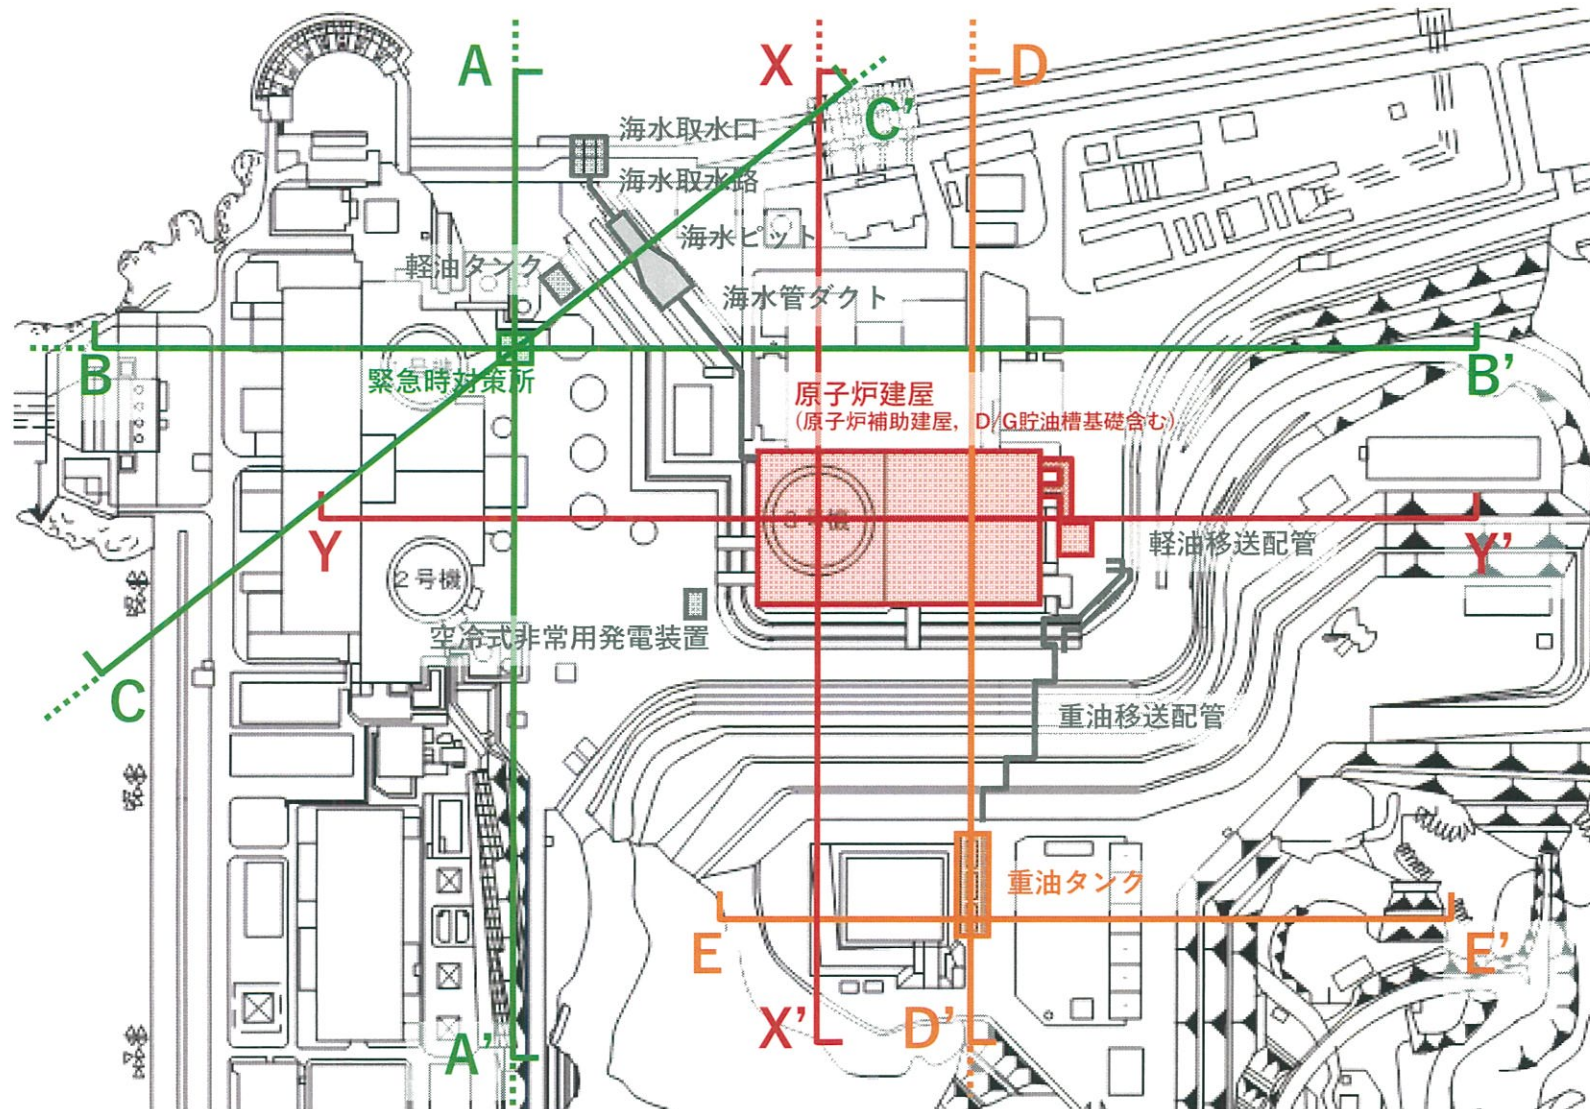 A
X
D
C'
海水取水口
海水取水路
海水ピット
軽油タンク
海水管ダクト
B
B'
緊急時対策所
原子炉建屋
(原子炉補助建屋,D/G貯油槽基礎含む)
3号機
Y
Y'
軽油移送配管
2号機
空冷式非常用発電装置
C
重油移送配管
重油タンク
E
E'
X'
D'
A'